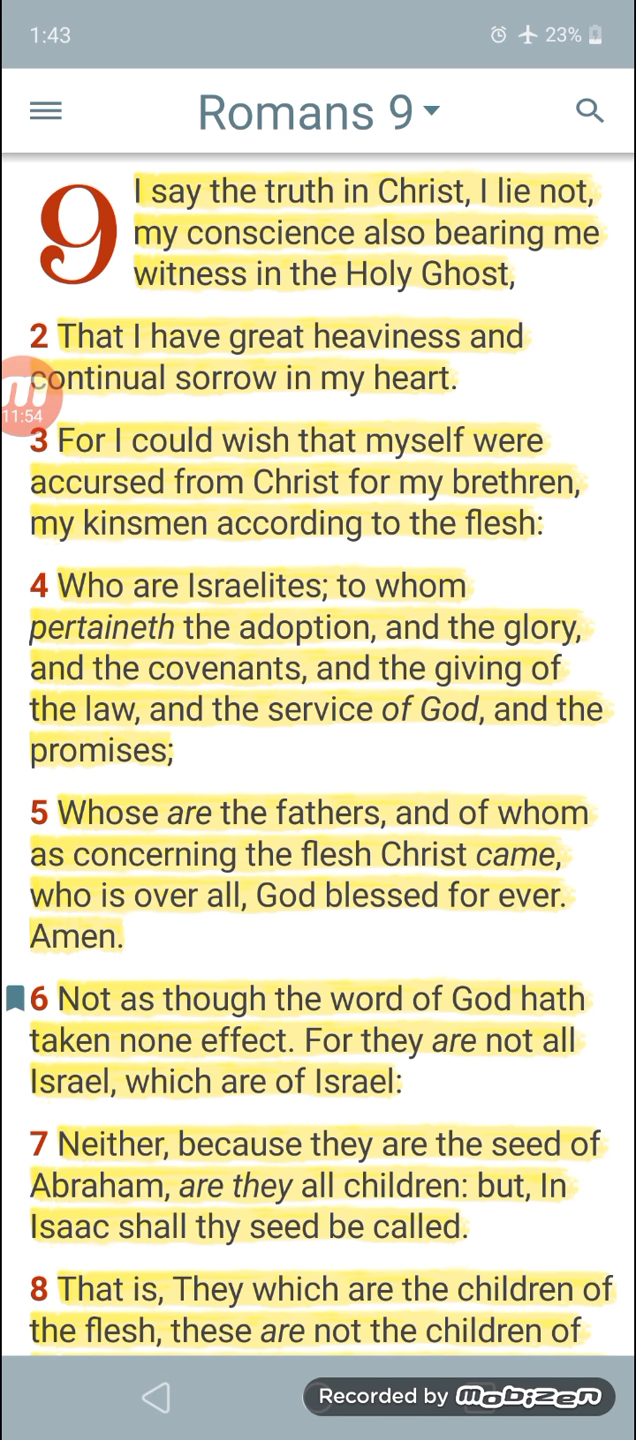 1:43
23%
Romans 9
9 I say the truth in Christ, I lie not,
my conscience also bearing me
witness in the Holy Ghost,
2 That I have great heaviness and
continual sorrow in my heart.
11:54
3 For I could wish that myself were
accursed from Christ for my brethren,
my kinsmen according to the flesh:
4 Who are Israelites; to whom
pertaineth the adoption, and the glory,
and the covenants, and the giving of
the law, and the service of God, and the
promises;
5 Whose are the fathers, and of whom
as concerning the flesh Christ came,
who is over all, God blessed for ever.
Amen.
6 Not as though the word of God hath
taken none effect. For they are not all
Israel, which are of Israel:
7 Neither, because they are the seed of
Abraham, are they all children: but, In
Isaac shall thy seed be called.
8 That is, They which are the children of
the flesh, these are not the children of
Recorded by mobizen